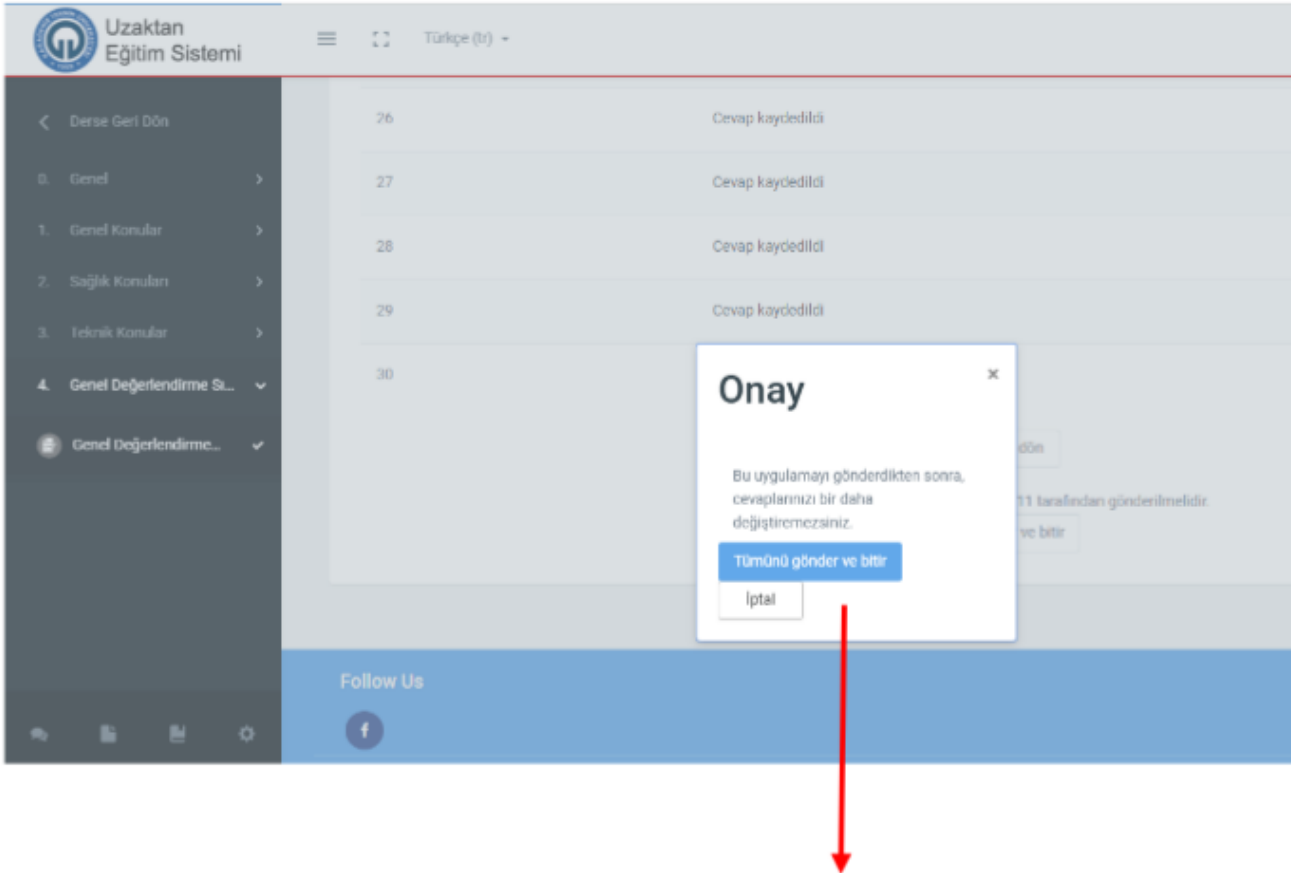 Uzaktan
Eğitim Sistemi
Türkçe (tr)
Derse Geri Dön
0. Genel
1. Genel Konular
2. Sağlık Konuları
3. Teknik Konular
4. Genel Değerlendirme Sı...
Genel Değerlendirme...
26 Cevap kaydedildi
27 Cevap kaydedildi
28 Cevap kaydedildi
29 Cevap kaydedildi
30
Onay
×
Bu uygulamayı gönderdikten sonra,
cevaplarınızı bir daha
değiştiremezsiniz.
Tümünü gönder ve bitir
İptal
dön
11 tarafından gönderilmelidir.
ve bitir
Follow Us
f